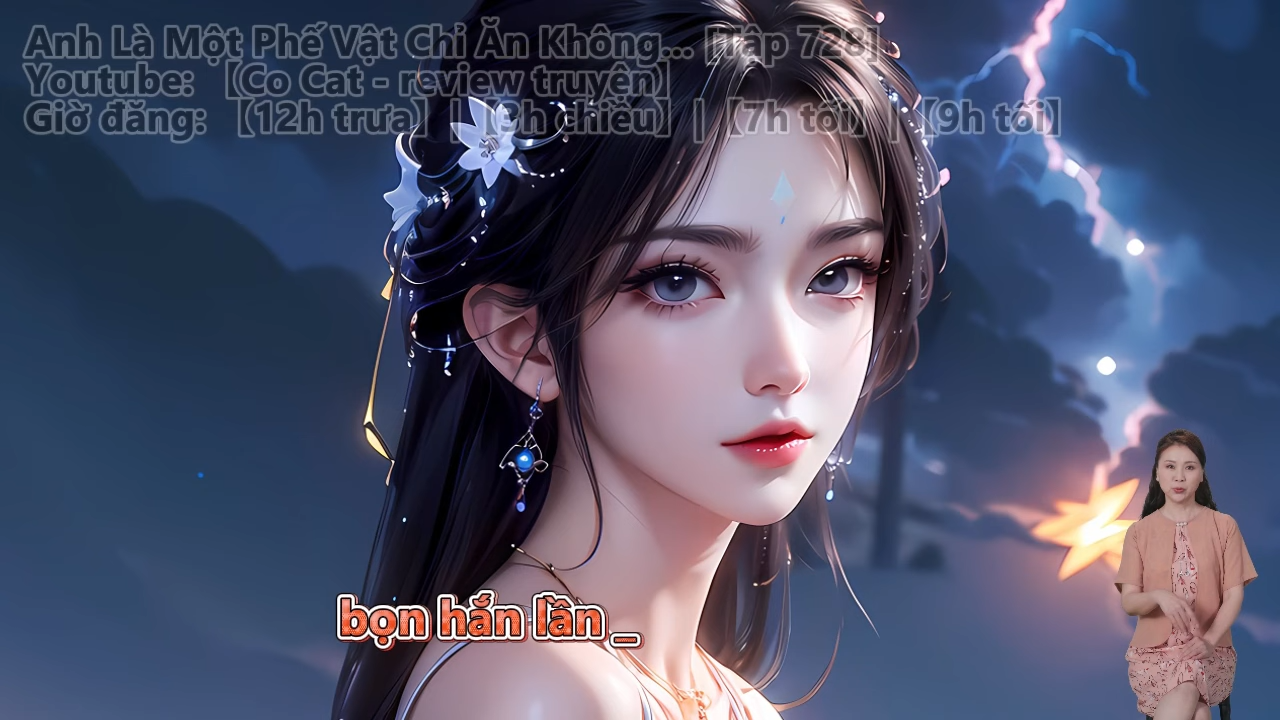 Anh Là Một Phế Vật Chỉ Ăn Không... [Tập 728]
Youtube: 【Co Cat - review truyện】
Giờ đăng: 【12h trưa】 | chiều】 | 【7h tối】 | 【9h tối】
bọn hắn lần _